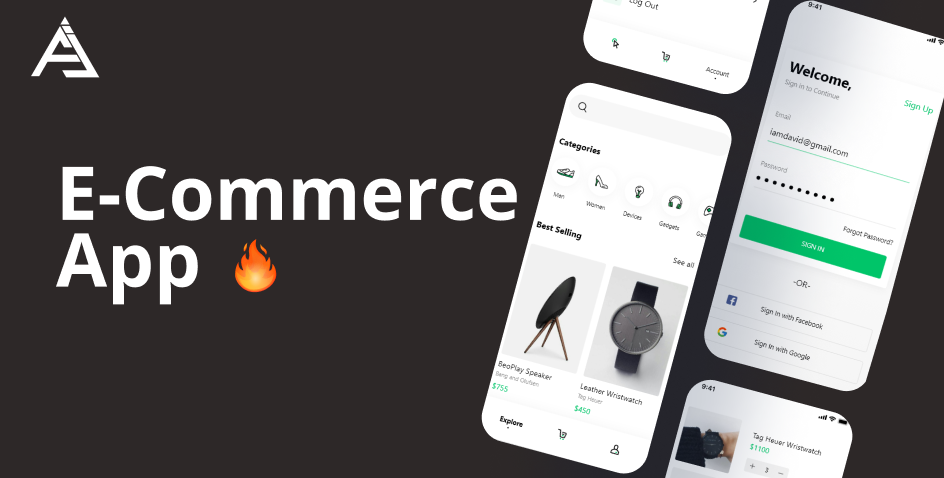 E-Commerce
App
Log Out
Account
Categories
Men
Women
Devices
Gadgets
Best Selling
See all
BeoPlay Speaker
Bang and Olufsen
$755
Leather Wristwatch
Tag Heuer
$450
Explore
9:41
Welcome,
Sign In to Continue
Sign Up
Email
iamdavid@gmail.com
Password
Forgot Password?
SIGN IN
-OR-
Sign In with Facebook
Sign In with Google
9:41
Tag Heuer Wristwatch
$1100
+ 3 −